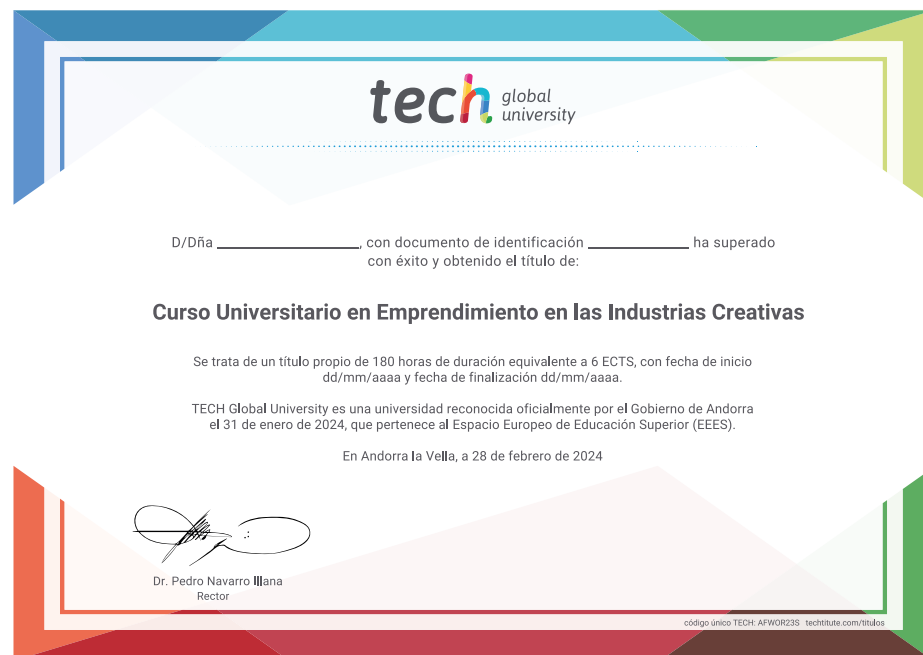 tech global university
D/Dña ____________________, con documento de identificación ______________ ha superado
con éxito y obtenido el título de:
Curso Universitario en Emprendimiento en las Industrias Creativas
Se trata de un título propio de 180 horas de duración equivalente a 6 ECTS, con fecha de inicio
dd/mm/aaaa y fecha de finalización dd/mm/aaaa.
TECH Global University es una universidad reconocida oficialmente por el Gobierno de Andorra
el 31 de enero de 2024, que pertenece al Espacio Europeo de Educación Superior (EEES).
En Andorra la Vella, a 28 de febrero de 2024
Dr. Pedro Navarro Illana
Rector
código único TECH: AFWOR23S techtitute.com/titulos